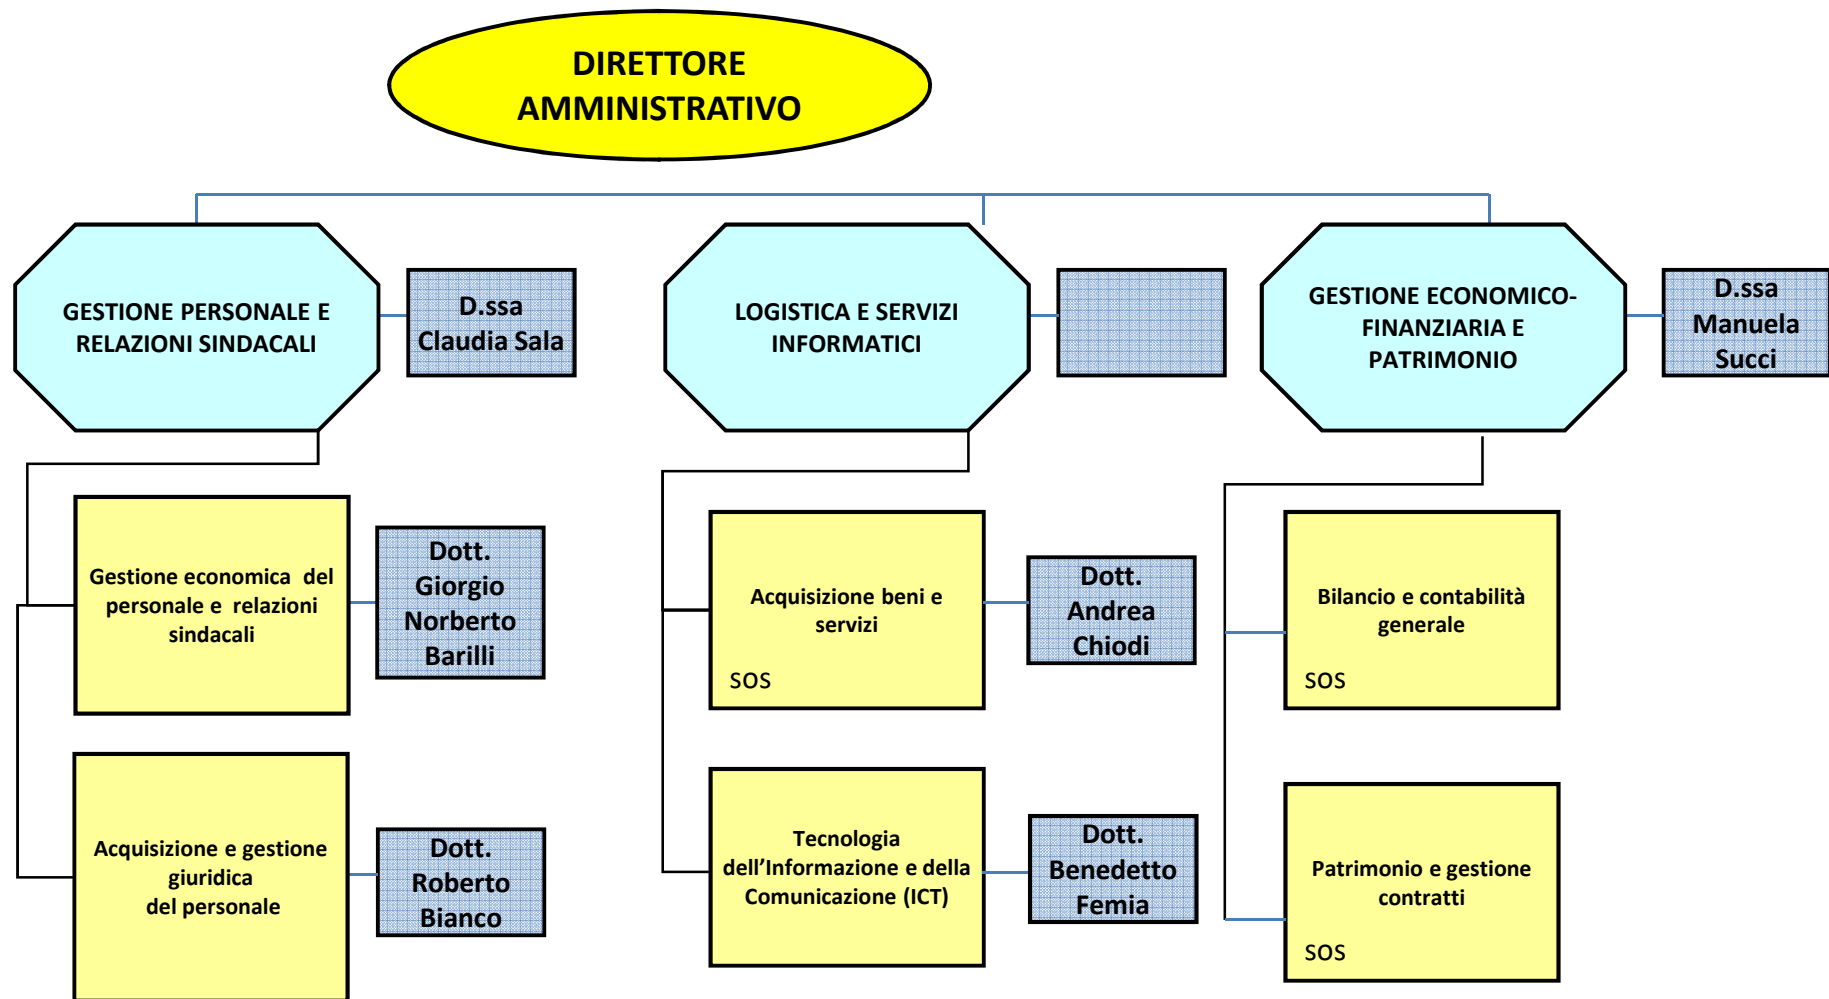 DIRETTORE
AMMINISTRATIVO
GESTIONE PERSONALE E
RELAZIONI SINDACALI
D.ssa
Claudia Sala
LOGISTICA E SERVIZI
INFORMATICI
GESTIONE ECONOMICO-
FINANZIARIA E
PATRIMONIO
D.ssa
Manuela
Succi
Gestione economica del
personale e relazioni
sindacali
Dott.
Giorgio
Norberto
Barilli
Acquisizione beni e
servizi
SOS
Dott.
Andrea
Chiodi
Bilancio e contabilità
generale
SOS
Acquisizione e gestione
giuridica
del personale
Dott.
Roberto
Bianco
Tecnologia
dell’Informazione e della
Comunicazione (ICT)
Dott.
Benedetto
Femia
Patrimonio e gestione
contratti
SOS